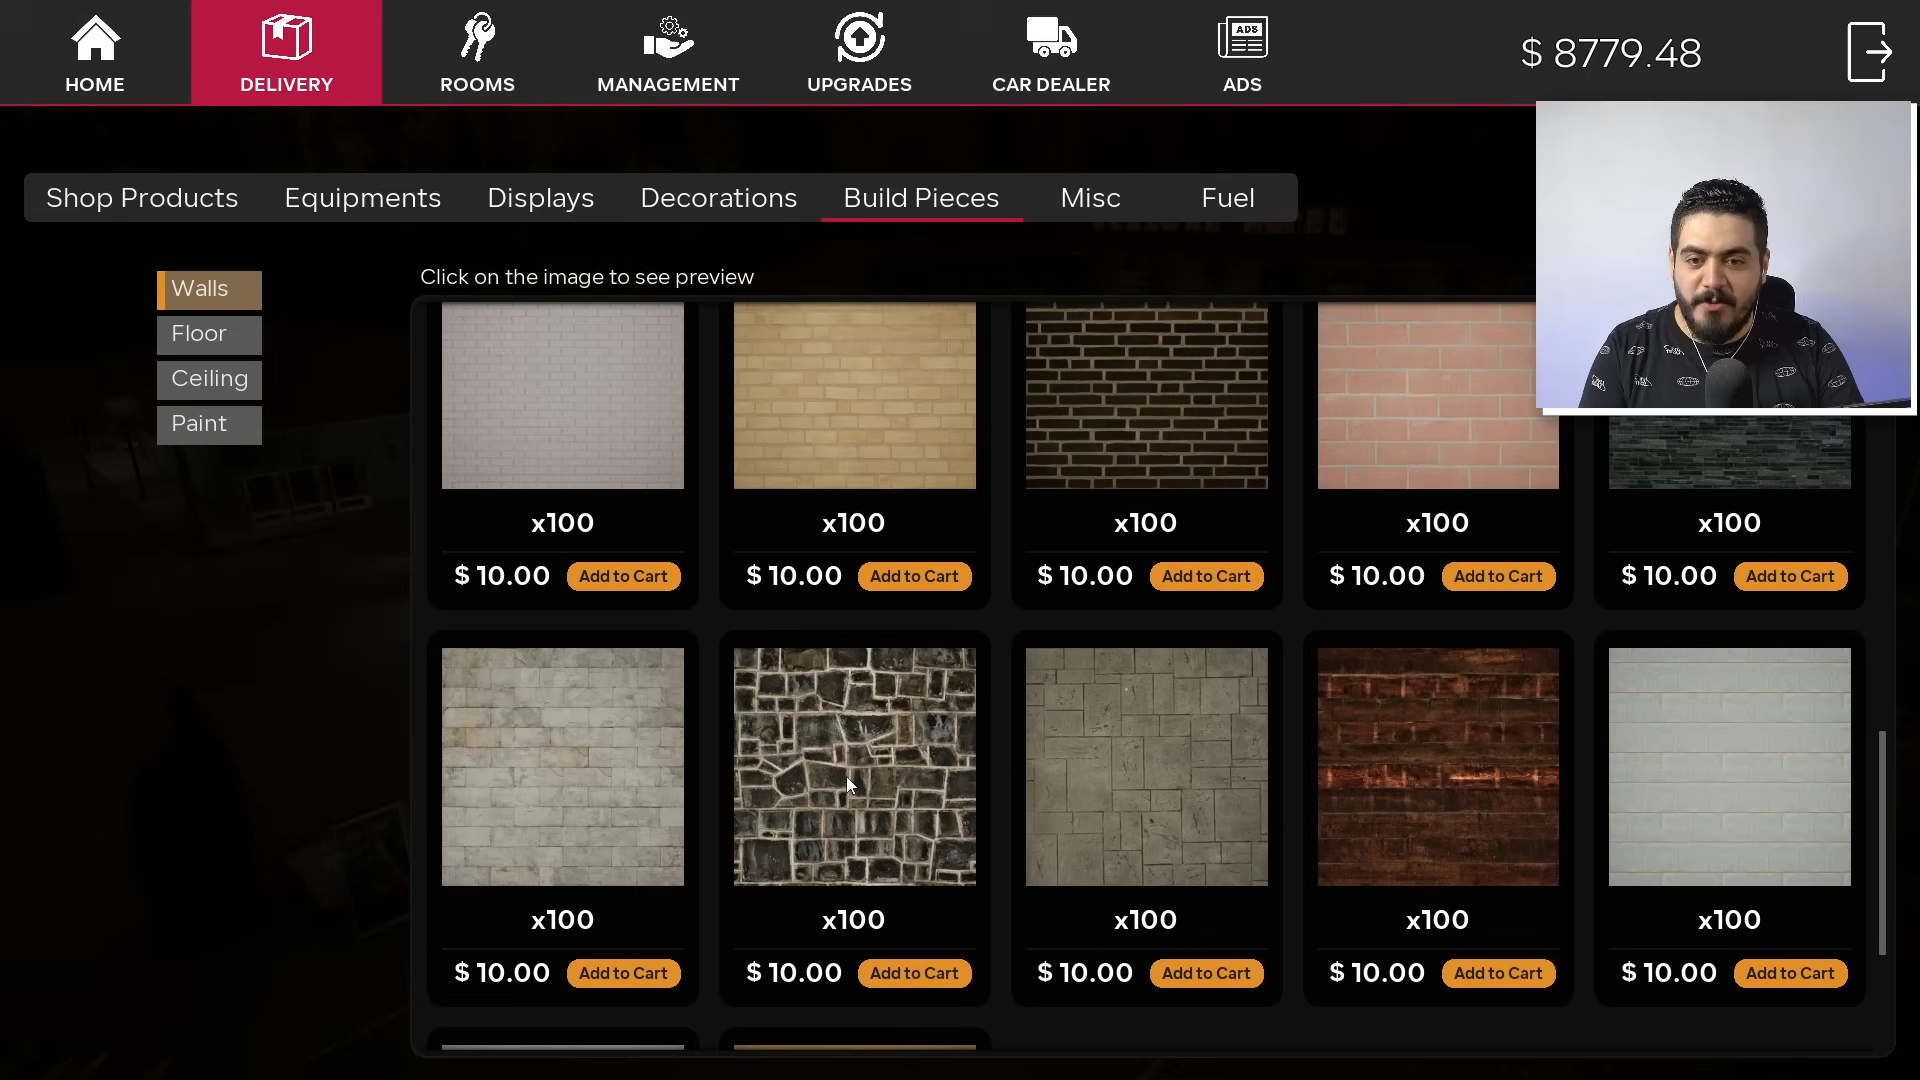 HOME
DELIVERY
ROOMS
MANAGEMENT
UPGRADES
CAR DEALER
ADS
ADS
$ 8779.48
Shop Products
Equipments
Displays
Decorations
Build Pieces
Misc
Fuel
Walls
Floor
Ceiling
Paint
Click on the image to see preview
x100
x100
x100
x100
x100
$ 10.00 Add to Cart
$ 10.00 Add to Cart
$ 10.00 Add to Cart
$ 10.00 Add to Cart
$ 10.00 Add to Cart
x100
x100
x100
x100
x100
$ 10.00 Add to Cart
$ 10.00 Add to Cart
$ 10.00 Add to Cart
$ 10.00 Add to Cart
$ 10.00 Add to Cart